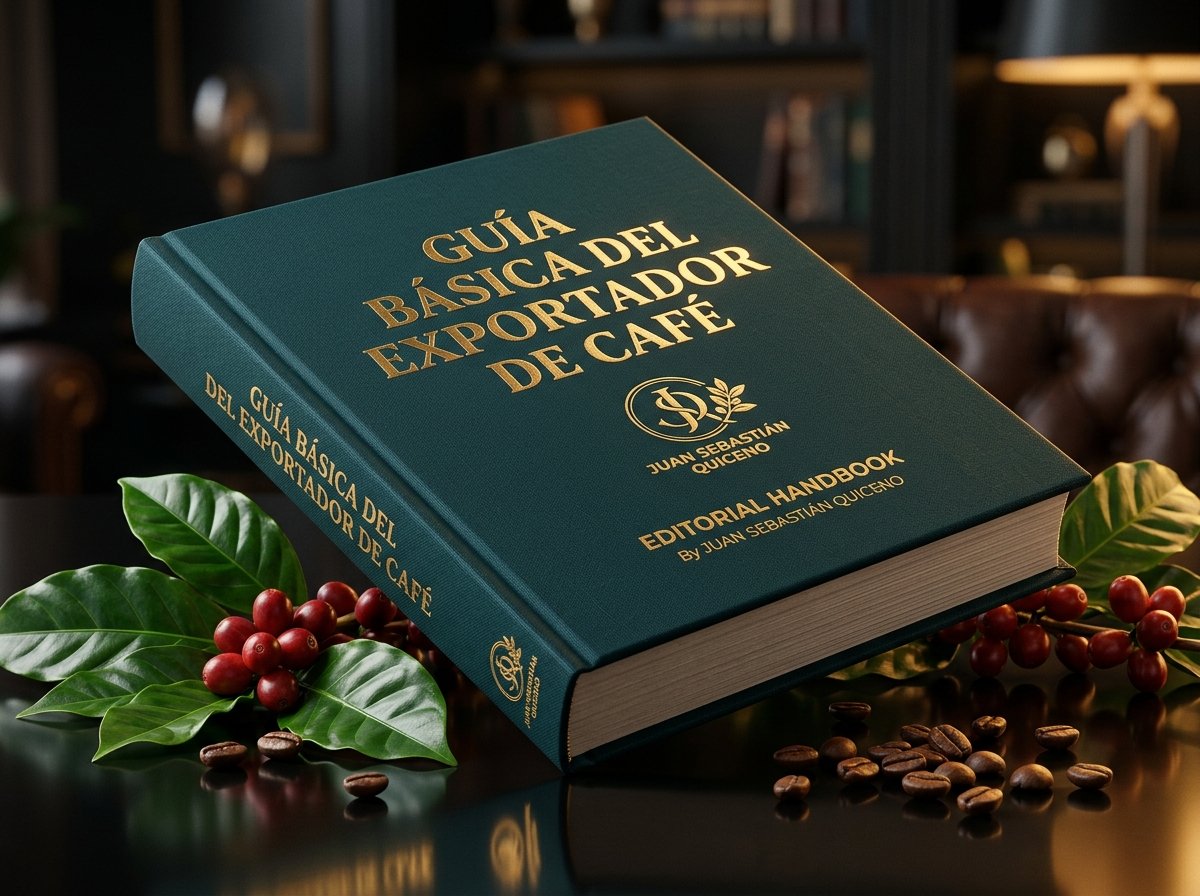 GUÍA
BÁSICA DEL
EXPORTADOR
DE CAFÉ
JUAN SEBASTIÁN
QUICENO
EDITORIAL HANDBOOK
By JUAN SEBASTIÁN QUICENO
GUÍA BÁSICA DEL
DEL EXPORTADOR DE CAFÉ